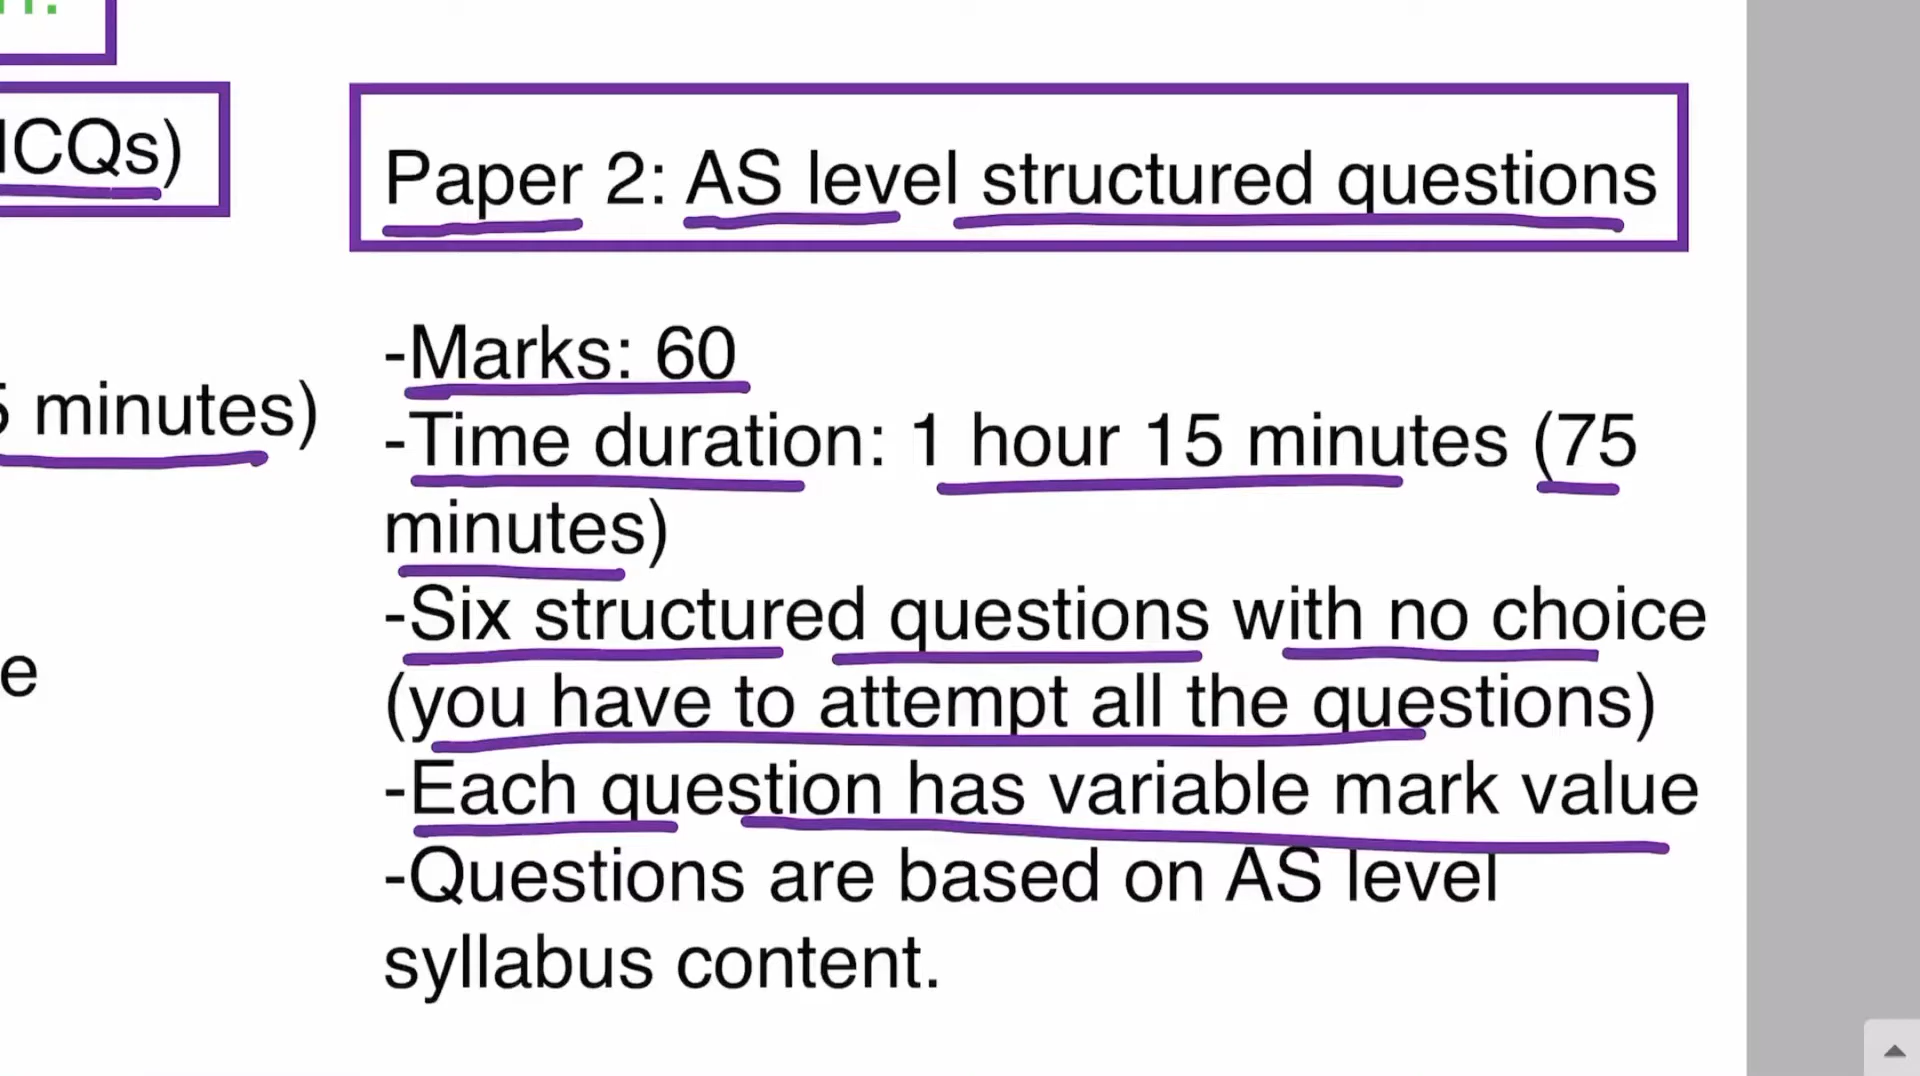 CQs)
Paper 2: AS level structured questions
-Marks: 60
minutes)
-Time duration: 1 hour 15 minutes (75
minutes)
-Six structured questions with no choice
(you have to attempt all the questions)
-Each question has variable mark value
-Questions are based on AS level
syllabus content.